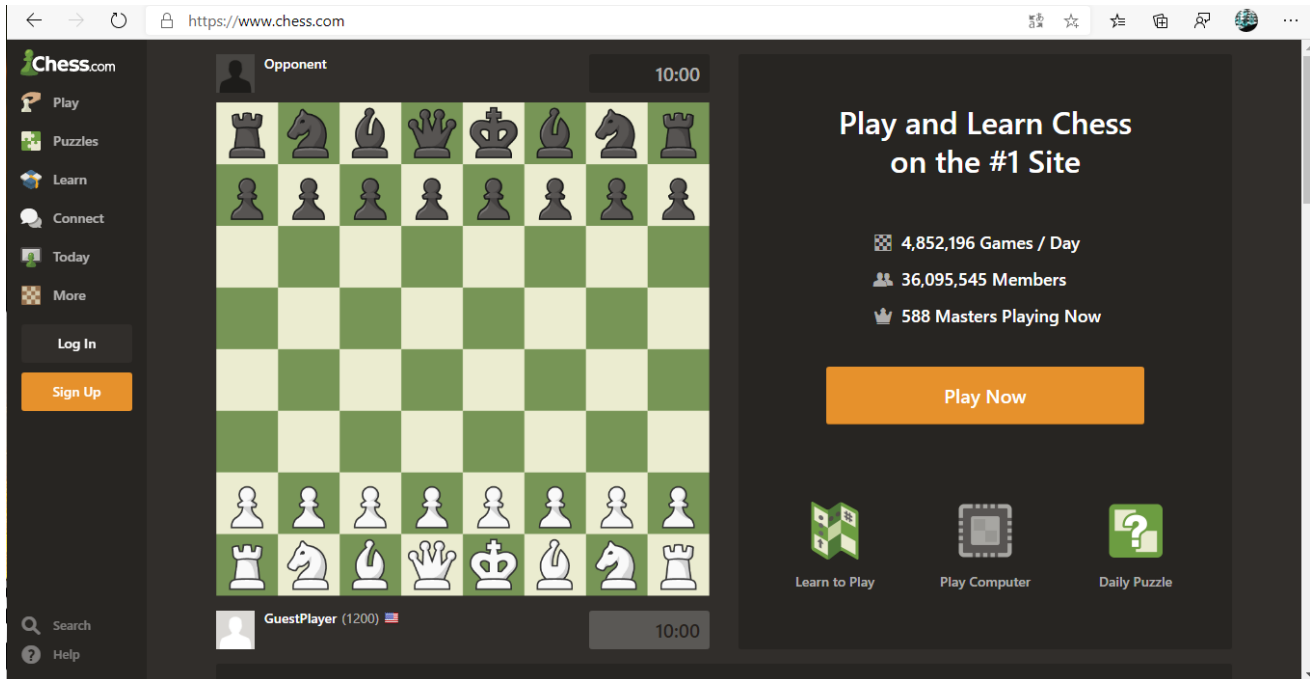 https://www.chess.com
Chess.com
Play
Puzzles
Learn
Connect
Today
More
Log In
Sign Up
Search
Help
Opponent
10:00
GuestPlayer (1200)
10:00
Play and Learn Chess
on the #1 Site
4,852,196 Games / Day
36,095,545 Members
588 Masters Playing Now
Play Now
Learn to Play
Play Computer
Daily Puzzle